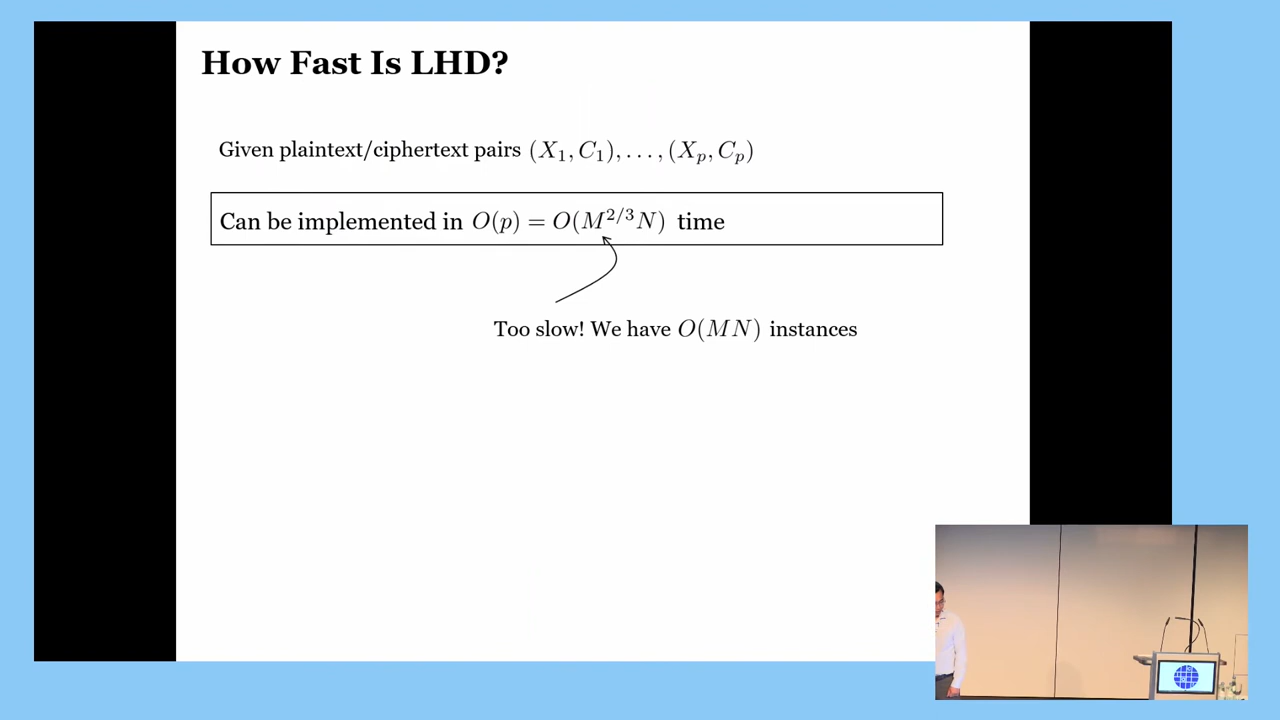 How Fast Is LHD?
Given plaintext/ciphertext pairs $(X_1, C_1), \ldots, (X_p, C_p)$
Can be implemented in $O(p) = O(M^{2/3}N)$ time
Too slow! We have $O(MN)$ instances